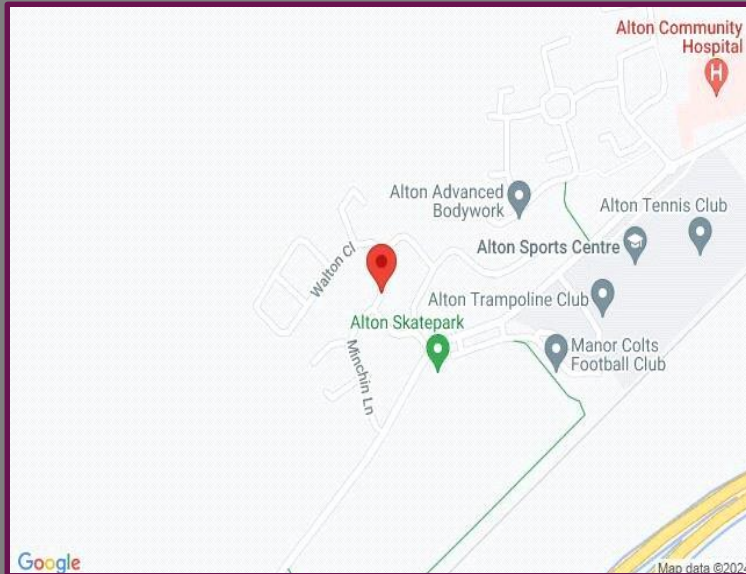 Alton Community
Hospital
H
Alton Advanced
Bodywork
Alton Tennis Club
Alton Sports Centre
Walton Cl
Alton Trampoline Club
Alton Skatepark
Manor Colts
Football Club
Minchin Ln
Google
Map data ©2024